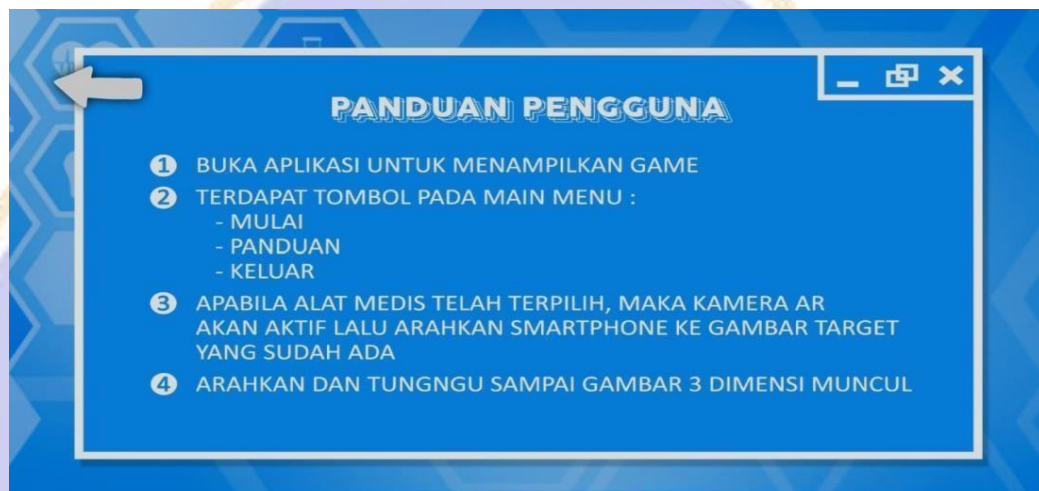 PANDUAN PENGGUNA
1 BUKA APLIKASI UNTUK MENAMPILKAN GAME
2 TERDAPAT TOMBOL PADA MAIN MENU :
- MULAI
- PANDUAN
- KELUAR
3 APABILA ALAT MEDIS TELAH TERPILIH, MAKA KAMERA AR
AKAN AKTIF LALU ARAHKAN SMARTPHONE KE GAMBAR TARGET
YANG SUDAH ADA
4 ARAHKAN DAN TUNGNGU SAMPAI GAMBAR 3 DIMENSI MUNCUL